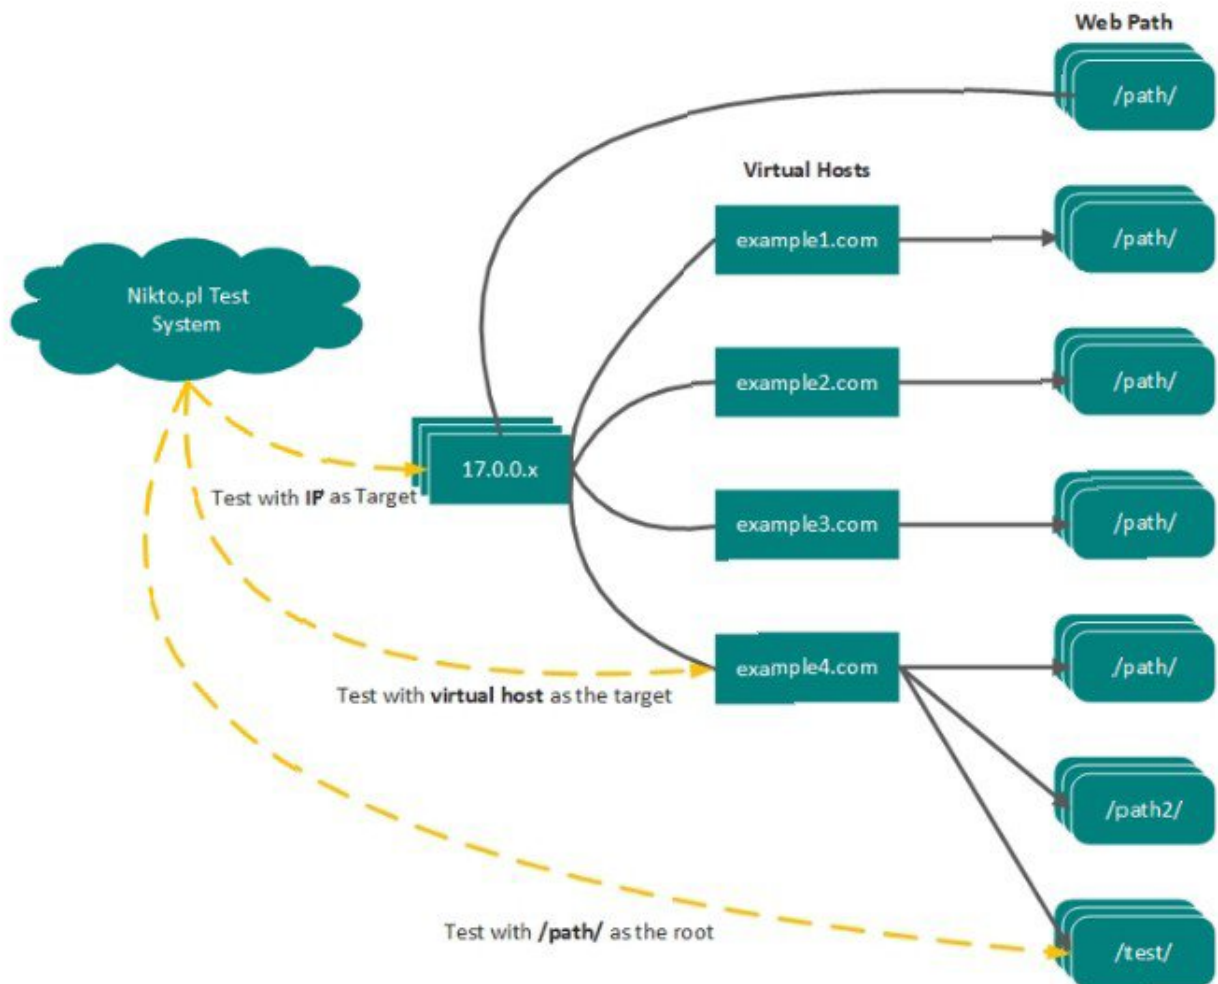 Web Path
/path/
Virtual Hosts
example1.com
/path/
Nikto.pl Test
System
example2.com
/path/
17.0.0.x
Test with IP as Target
example3.com
/path/
example4.com
/path/
Test with virtual host as the target
/path2/
Test with /path/ as the root
/test/